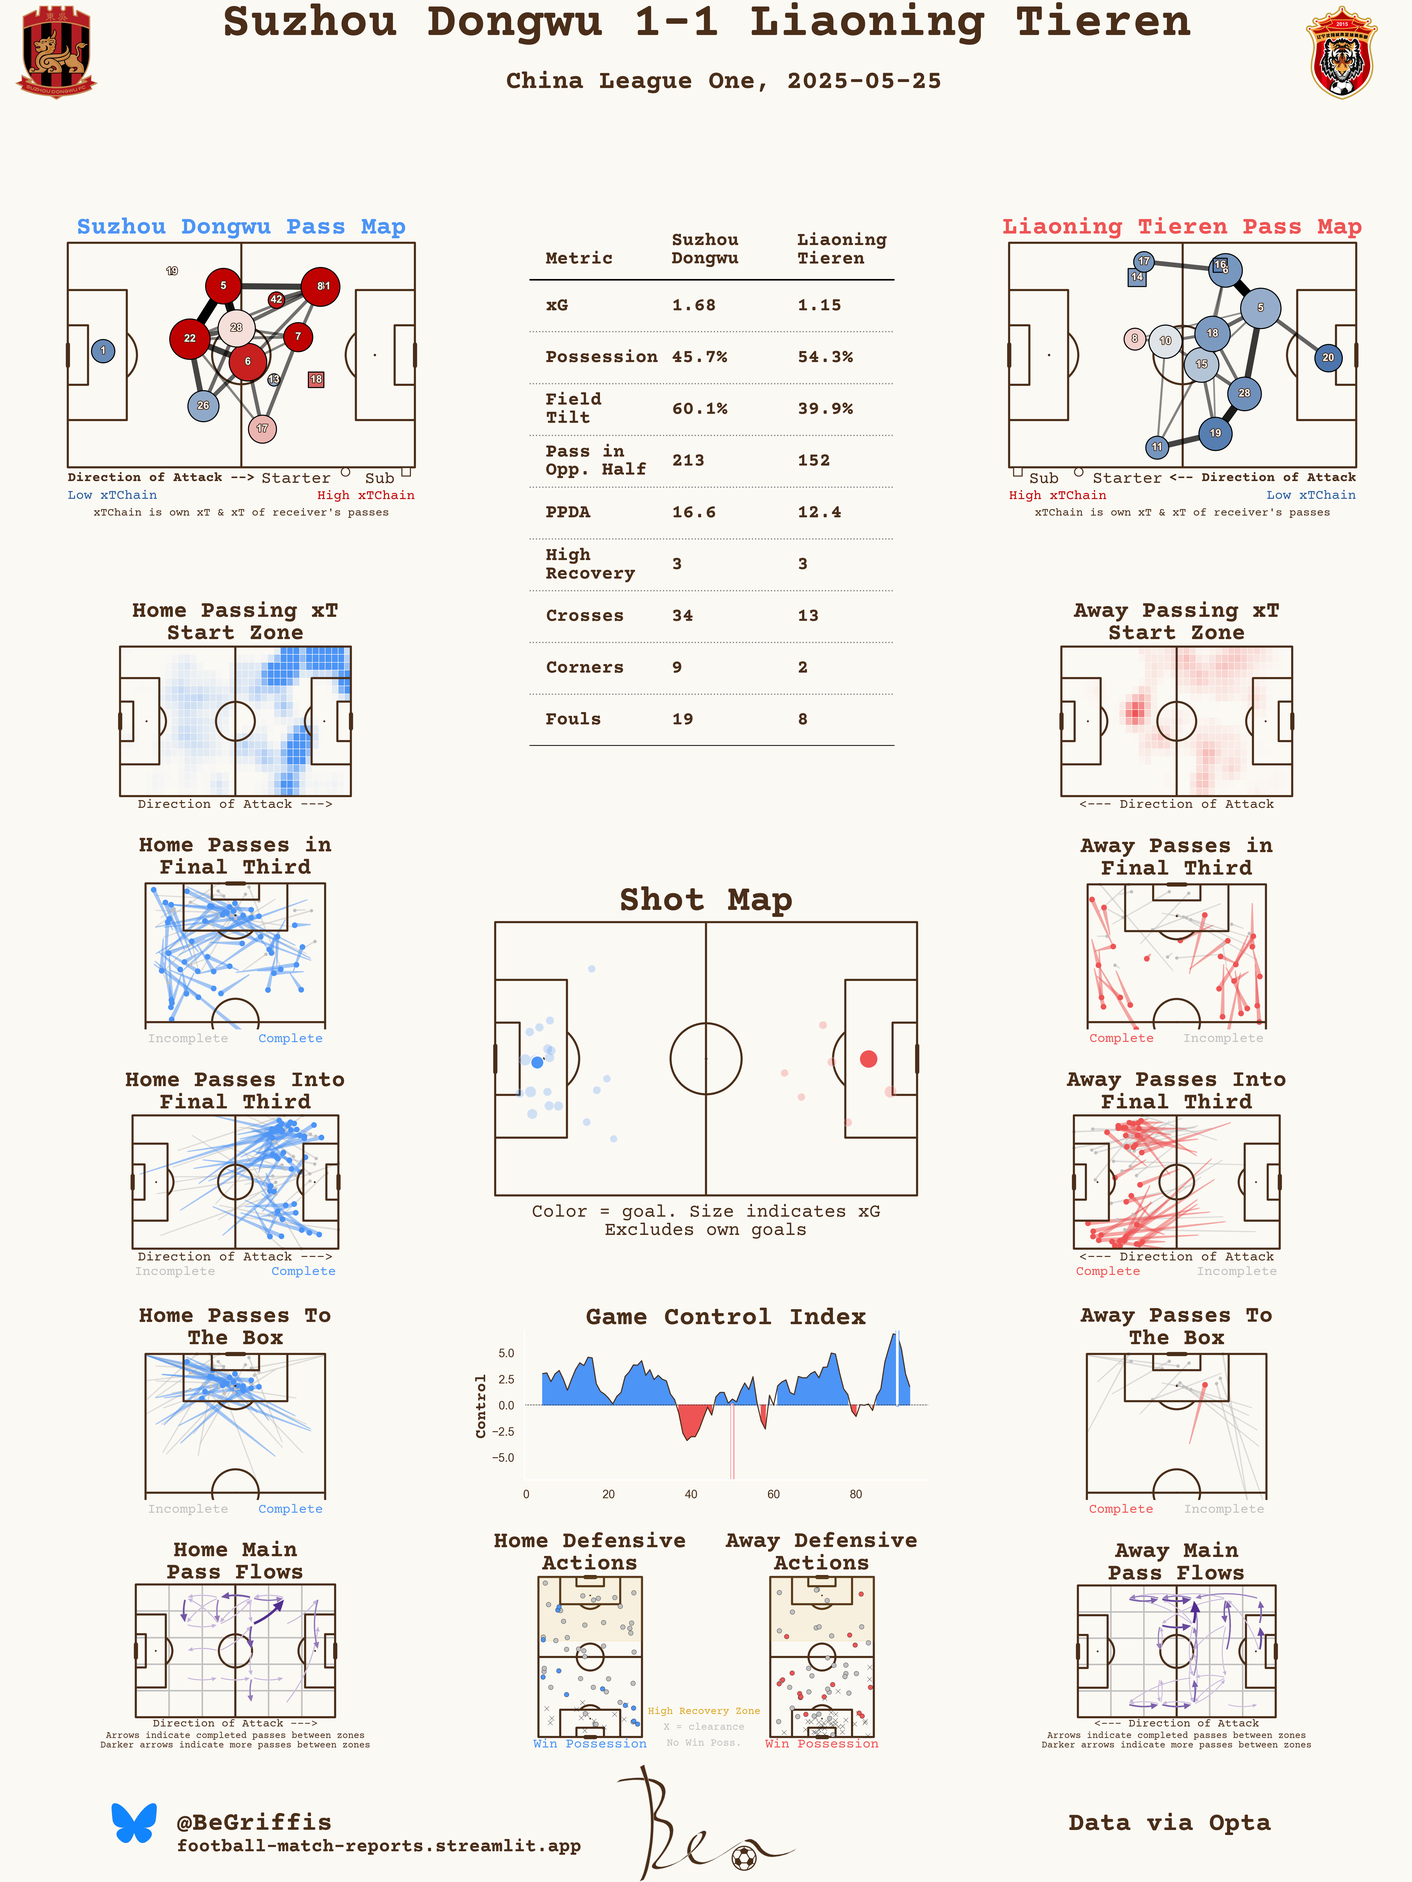 Suzhou Dongwu 1-1 Liaoning Tieren
China League One, 2025-05-25
SUZHOU DONGWU FC
2015
Suzhou Dongwu Pass Map
19
5
42
28
22
7
6
1
13
18
26
17
Direction of Attack --> Starter Sub
Low xTChain High xTChain
xTChain is own xT & xT of receiver's passes
Metric Suzhou Dongwu Liaoning Tieren
xG 1.68 1.15
Possession 45.7% 54.3%
Field Tilt 60.1% 39.9%
Pass in Opp. Half 213 152
PPDA 16.6 12.4
High Recovery 3 3
Crosses 34 13
Corners 9 2
Fouls 19 8
Liaoning Tieren Pass Map
17
16
14
5
18
8
10
15
20
28
19
11
Sub Starter <-- Direction of Attack
High xTChain Low xTChain
xTChain is own xT & xT of receiver's passes
Home Passing xT
Start Zone
Direction of Attack --->
Away Passing xT
Start Zone
<--- Direction of Attack
Home Passes in
Final Third
Incomplete Complete
Away Passes in
Final Third
Complete Incomplete
Shot Map
Color = goal. Size indicates xG
Excludes own goals
Home Passes Into
Final Third
Direction of Attack --->
Incomplete Complete
Away Passes Into
Final Third
<--- Direction of Attack
Complete Incomplete
Home Passes To
The Box
Incomplete Complete
Game Control Index
Control
5.0
2.5
0.0
−2.5
−5.0
0 20 40 60 80
Away Passes To
The Box
Complete Incomplete
Home Main
Pass Flows
Direction of Attack --->
Arrows indicate completed passes between zones
Darker arrows indicate more passes between zones
Home Defensive
Actions
Win Possession
High Recovery Zone
X = clearance
No Win Poss.
Away Defensive
Actions
Win Possession
Away Main
Pass Flows
<--- Direction of Attack
Arrows indicate completed passes between zones
Darker arrows indicate more passes between zones
@BeGriffis
football-match-reports.streamlit.app
Ben
Data via Opta